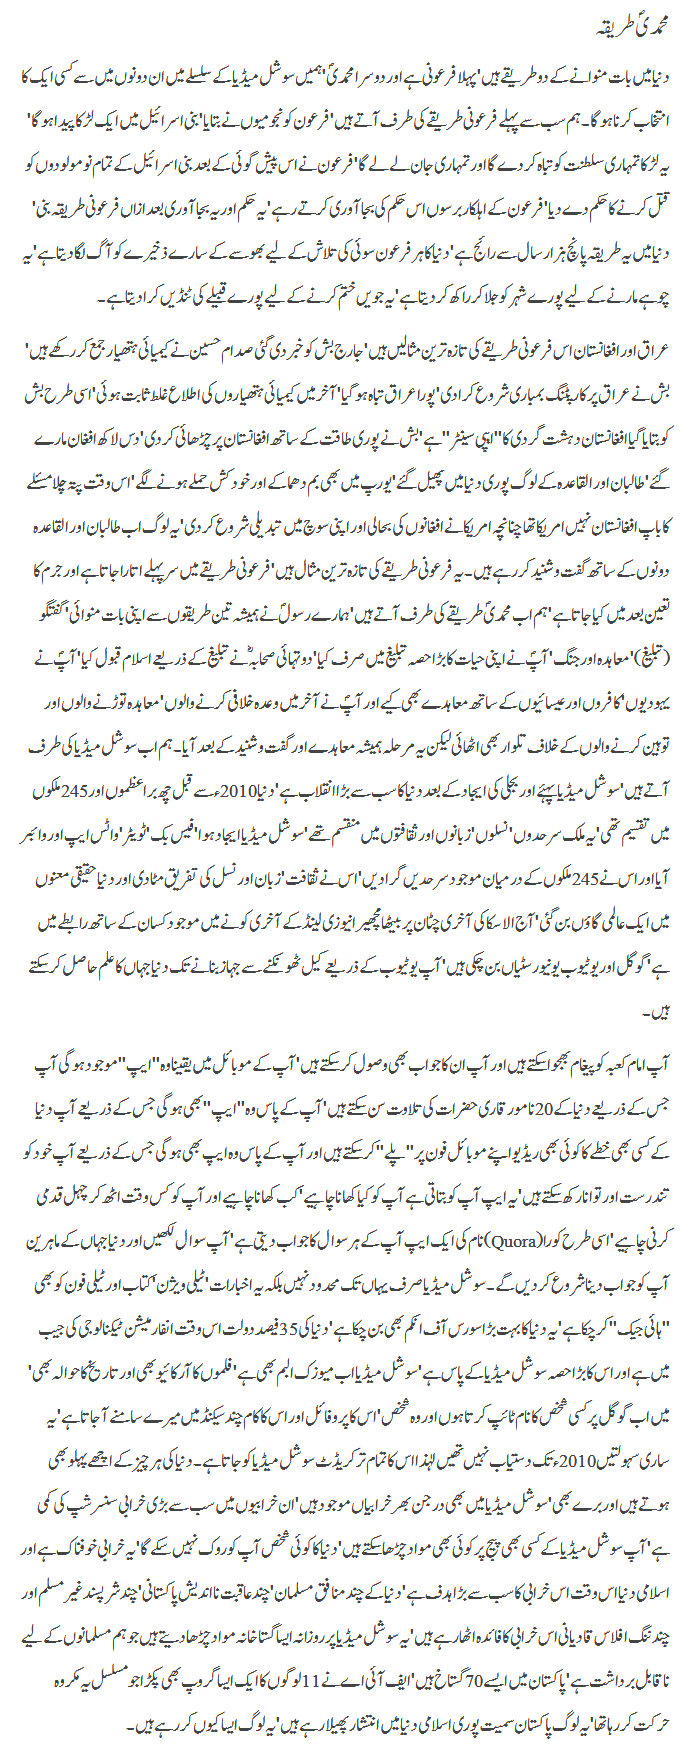 محمدیؐ طریقہ
دنیا میں بات منوانے کے دو طریقے ہیں' پہلا فرعونی ہے اور دوسرا محمدیؐ' ہمیں سوشل میڈیا کے سلسلے میں ان دونوں میں سے کسی ایک کا
انتخاب کرنا ہو گا۔ ہم سب سے پہلے فرعونی طریقے کی طرف آتے ہیں' فرعون کو نجومیوں نے بتایا' بنی اسرائیل میں ایک لڑکا پیدا ہو گا'
یہ لڑکا تمہاری سلطنت کو تباہ کر دے گا اور تمہاری جان لے لے گا' فرعون نے اس پیش گوئی کے بعد بنی اسرائیل کے تمام نومولودوں کو
قتل کرنے کا حکم دے دیا' فرعون کے اہلکار برسوں اس حکم کی بجا آوری کرتے رہے' یہ حکم اور یہ بجا آوری بعد ازاں فرعونی طریقہ بنی'
دنیا میں یہ طریقہ پانچ ہزار سال سے رائج ہے' دنیا کا ہر فرعون سوئی کی تلاش کے لیے بھوسے کے سارے ذخیرے کو آگ لگا دیتا ہے' یہ
چوہے مارنے کے لیے پورے شہر کو جلا کر راکھ کر دیتا ہے' یہ جویں ختم کرنے کے لیے پورے قبیلے کی ٹنڈیں کرا دیتا ہے۔
عراق اور افغانستان اس فرعونی طریقے کی تازہ ترین مثالیں ہیں' جارج بش کو خبر دی گئی صدام حسین نے کیمیائی ہتھیار جمع کر رکھے ہیں'
بش نے عراق پر کارپٹنگ بمباری شروع کرا دی' پورا عراق تباہ ہو گیا' آخر میں کیمیائی ہتھیاروں کی اطلاع غلط ثابت ہوئی' اسی طرح بش
کو بتایا گیا افغانستان دہشت گردی کا "ایپی سینٹر" ہے' بش نے پوری طاقت کے ساتھ افغانستان پر چڑھائی کر دی' دس لاکھ افغان مارے
گئے' طالبان اور القاعدہ کے لوگ پوری دنیا میں پھیل گئے' یورپ میں بھی بم دھماکے اور خود کش حملے ہونے لگے' اس وقت پتہ چلا مسئلے
کا باپ افغانستان نہیں امریکا تھا چنانچہ امریکا نے افغانوں کی بحالی اور اپنی سوچ میں تبدیلی شروع کر دی' یہ لوگ اب طالبان اور القاعدہ
دونوں کے ساتھ گفت وشنید کر رہے ہیں۔ یہ فرعونی طریقے کی تازہ ترین مثال ہیں' فرعونی طریقے میں سر پہلے اتارا جاتا ہے اور جرم کا
تعین بعد میں کیا جاتا ہے' ہم اب محمدیؐ طریقے کی طرف آتے ہیں' ہمارے رسولؐ نے ہمیشہ تین طریقوں سے اپنی بات منوائی' گفتگو
(تبلیغ)' معاہدہ اور جنگ' آپؐ نے اپنی حیات کا بڑا حصہ تبلیغ میں صرف کیا' دو تہائی صحابہؓ نے تبلیغ کے ذریعے اسلام قبول کیا' آپؐ نے
یہودیوں' کافروں اور عیسائیوں کے ساتھ معاہدے بھی کیے اور آپؐ نے آخر میں وعدہ خلافی کرنے والوں' معاہدہ توڑنے والوں اور
توہین کرنے والوں کے خلاف تلوار بھی اٹھائی لیکن یہ مرحلہ ہمیشہ معاہدے اور گفت وشنید کے بعد آیا۔ ہم اب سوشل میڈیا کی طرف
آتے ہیں' سوشل میڈیا پہیئے اور بجلی کی ایجاد کے بعد دنیا کا سب سے بڑا انقلاب ہے' دنیا 2010ء سے قبل چھ براعظموں اور 245 ملکوں
میں تقسیم تھی' یہ ملک سرحدوں' نسلوں' زبانوں اور ثقافتوں میں منقسم تھے' سوشل میڈیا ایجاد ہوا' فیس بک' ٹویٹر' واٹس ایپ اور وائبر
آیا اور اس نے 245 ملکوں کے درمیان موجود سرحدیں گرا دیں' اس نے ثقافت' زبان اور نسل کی تفریق مٹا دی اور دنیا حقیقی معنوں
میں ایک عالمی گاؤں بن گئی' آج الاسکا کی آخری چٹان پر بیٹھا مچھیرا نیوزی لینڈ کے آخری کونے میں موجود کسان کے ساتھ رابطے میں
ہے' گوگل اور یوٹیوب یونیورسٹیاں بن چکی ہیں' آپ یوٹیوب کے ذریعے کیل ٹھونکنے سے جہاز بنانے تک دنیا جہاں کا علم حاصل کر سکتے
ہیں۔
آپ امام کعبہ کو پیغام بھجوا سکتے ہیں اور آپ ان کا جواب بھی وصول کر سکتے ہیں' آپ کے موبائل میں یقینا وہ "ایپ" موجود ہو گی آپ
جس کے ذریعے دنیا کے 20 نامور قاری حضرات کی تلاوت سن سکتے ہیں' آپ کے پاس وہ "ایپ" بھی ہو گی جس کے ذریعے آپ دنیا
کے کسی بھی خطے کا کوئی بھی ریڈیو اپنے موبائل فون پر "پلے" کر سکتے ہیں اور آپ کے پاس وہ ایپ بھی ہو گی جس کے ذریعے آپ خود کو
تندرست اور توانا رکھ سکتے ہیں' یہ ایپ آپ کو بتاتی ہے آپ کو کیا کھانا چاہیے' کب کھانا چاہیے اور آپ کو کس وقت اٹھ کر چہل قدمی
کرنی چاہیے' اسی طرح کورا (Quora) نام کی ایک ایپ آپ کے ہر سوال کا جواب دیتی ہے' آپ سوال لکھیں اور دنیا جہاں کے ماہرین
آپ کو جواب دینا شروع کر دیں گے۔ سوشل میڈیا صرف یہاں تک محدود نہیں بلکہ یہ اخبارات' ٹیلی ویژن' کتاب اور ٹیلی فون کو بھی
"ہائی جیک" کر چکا ہے' یہ دنیا کا بہت بڑا سورس آف انکم بھی بن چکا ہے' دنیا کی 35 فیصد دولت اس وقت انفارمیشن ٹیکنالوجی کی جیب
میں ہے اور اس کا بڑا حصہ سوشل میڈیا کے پاس ہے' سوشل میڈیا اب میوزک البم بھی ہے' فلموں کا آرکائیو بھی اور تاریخ کا حوالہ بھی'
میں اب گوگل پر کسی شخص کا نام ٹائپ کرتا ہوں اور وہ شخص' اس کا پروفائل اور اس کا کام چند سیکنڈ میں میرے سامنے آ جاتا ہے' یہ
ساری سہولتیں 2010ء تک دستیاب نہیں تھیں لہٰذا اس کا تمام تر کریڈٹ سوشل میڈیا کو جاتا ہے۔ دنیا کی ہر چیز کے اچھے پہلو بھی
ہوتے ہیں اور برے بھی' سوشل میڈیا میں بھی درجن بھر خرابیاں موجود ہیں' ان خرابیوں میں سب سے بڑی خرابی سنسر شپ کی کمی
ہے' آپ سوشل میڈیا کے کسی بھی پیج پر کوئی بھی مواد چڑھا سکتے ہیں' دنیا کا کوئی شخص آپ کو روک نہیں سکے گا' یہ خرابی خوفناک ہے اور
اسلامی دنیا اس وقت اس خرابی کا سب سے بڑا ہدف ہے' دنیا کے چند منافق مسلمان' چند عاقبت نااندیش پاکستانی' چند شرپسند غیر مسلم اور
چند ننگ افلاس قادیانی اس خرابی کا فائدہ اٹھا رہے ہیں' یہ سوشل میڈیا پر روزانہ ایسا گستاخانہ مواد چڑھا دیتے ہیں جو ہم مسلمانوں کے لیے
ناقابل برداشت ہے' پاکستان میں ایسے 70 گستاخ ہیں' ایف آئی اے نے 11 لوگوں کا ایک ایسا گروپ بھی پکڑا جو مسلسل یہ مکروہ
حرکت کر رہا تھا' یہ لوگ پاکستان سمیت پوری اسلامی دنیا میں انتشار پھیلا رہے ہیں' یہ لوگ ایسا کیوں کر رہے ہیں۔